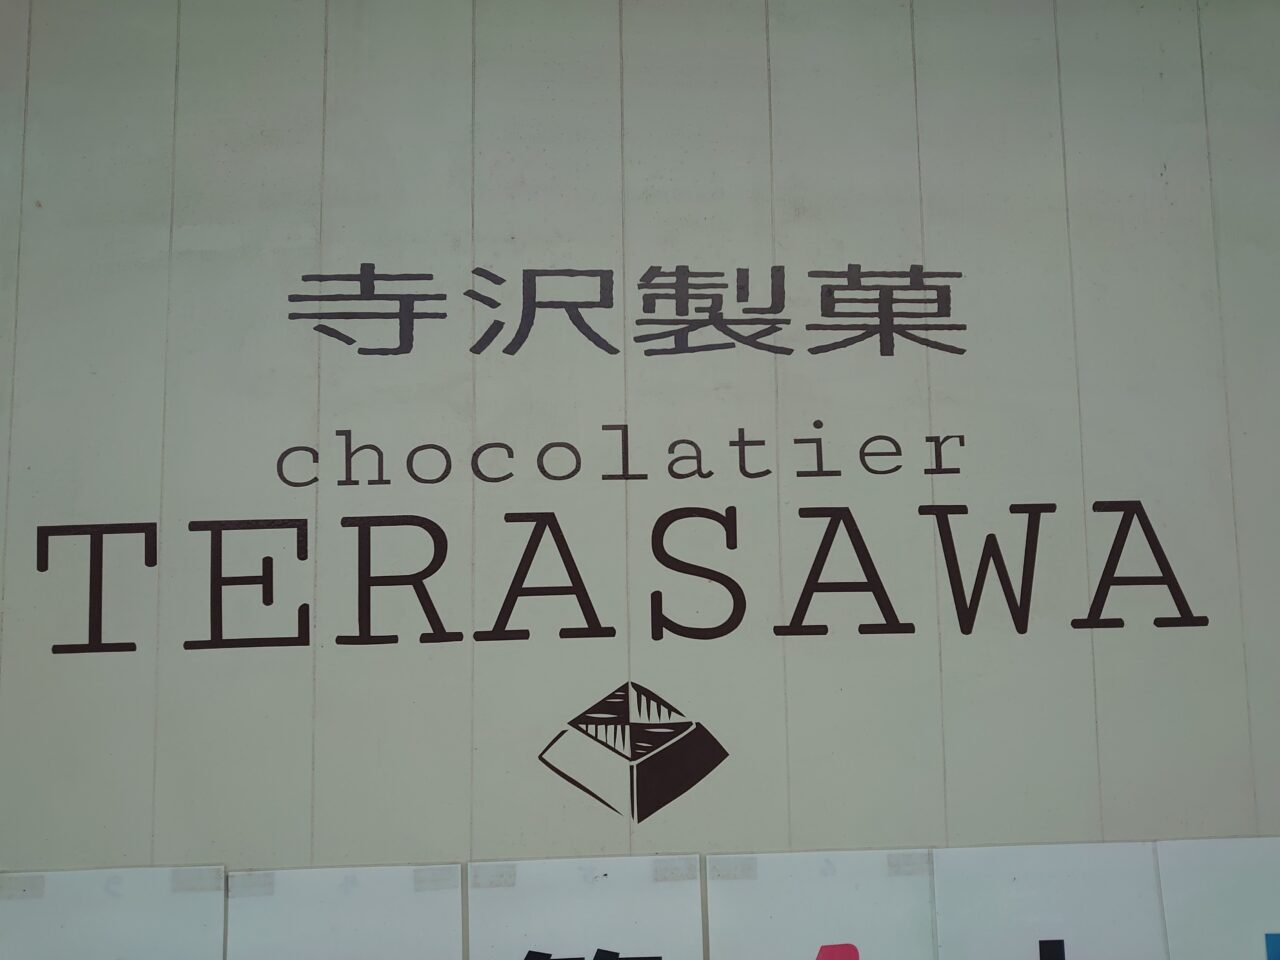 寺沢製菓
chocolatier
TERASAWA